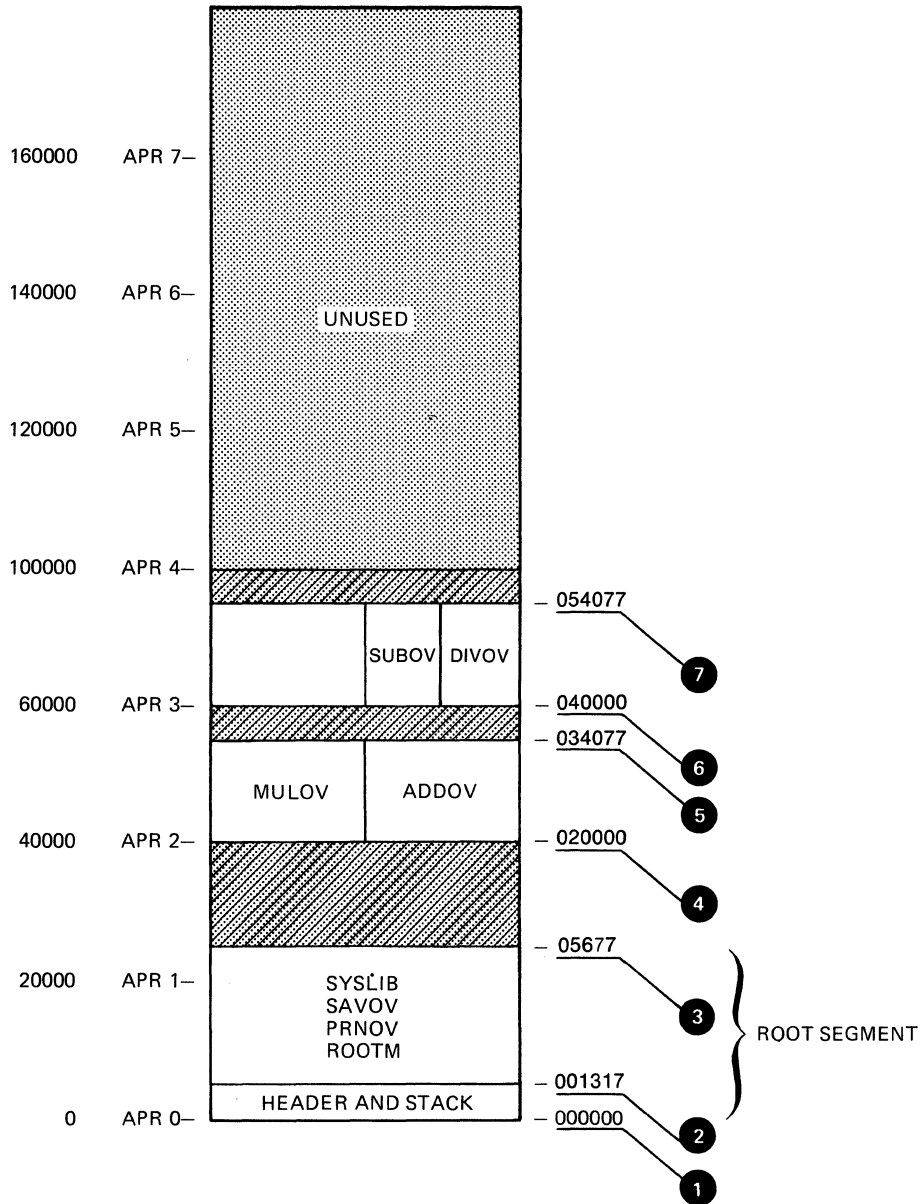 160000 APR 7–
140000 APR 6–
UNUSED
120000 APR 5–
100000 APR 4–
– 054077
SUBOV DIVOV
7
60000 APR 3–
– 040000
– 034077
6
MULOV ADDOV
5
40000 APR 2–
– 020000
4
– 05677
20000 APR 1–
SYSLIB
SAVOV
PRNOV
ROOTM
3
ROOT SEGMENT
– 001317
HEADER AND STACK
0 APR 0–
– 000000
2
1